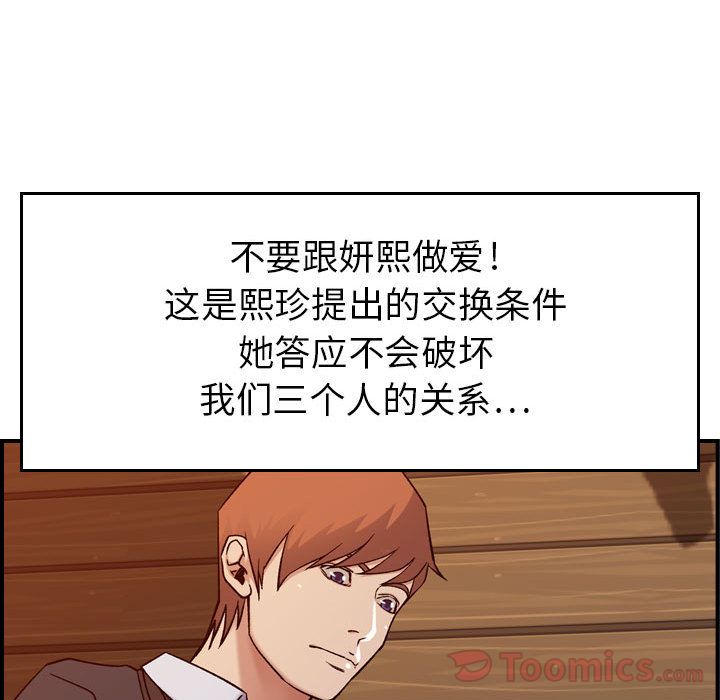 不要跟妍熙做爱！
这是熙珍提出的交换条件
她答应不会破坏
我们三个人的关系...
Toomics.com